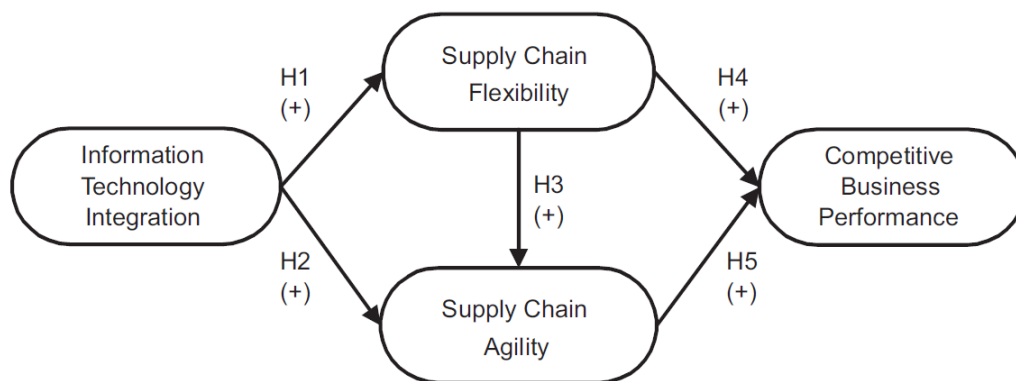 Supply Chain
Flexibility
H1
(+)
H4
(+)
Information
Technology
Integration
H3
(+)
Competitive
Business
Performance
H2
(+)
H5
(+)
Supply Chain
Agility